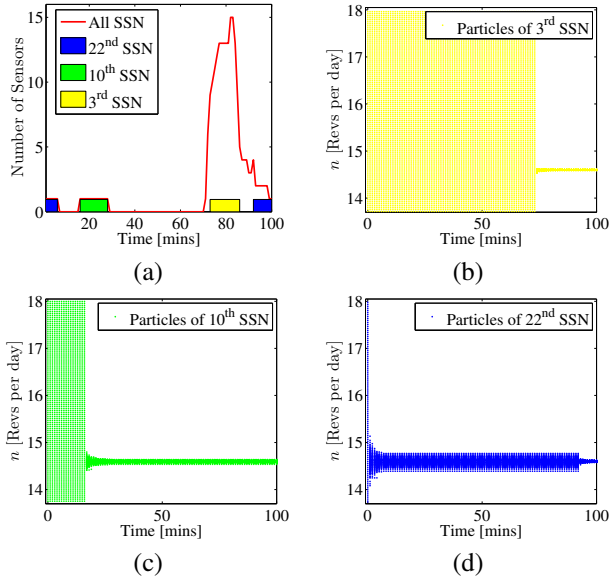 All SSN
22nd SSN
10th SSN
3rd SSN
Number of Sensors
15
10
5
0
20 40 60 80 100
Time [mins]
(a)
Particles of 3rd SSN
n [Revs per day]
18
17
16
15
14
0 50 100
Time [mins]
(b)
Particles of 10th SSN
n [Revs per day]
18
17
16
15
14
0 50 100
Time [mins]
(c)
Particles of 22nd SSN
n [Revs per day]
18
17
16
15
14
0 50 100
Time [mins]
(d)